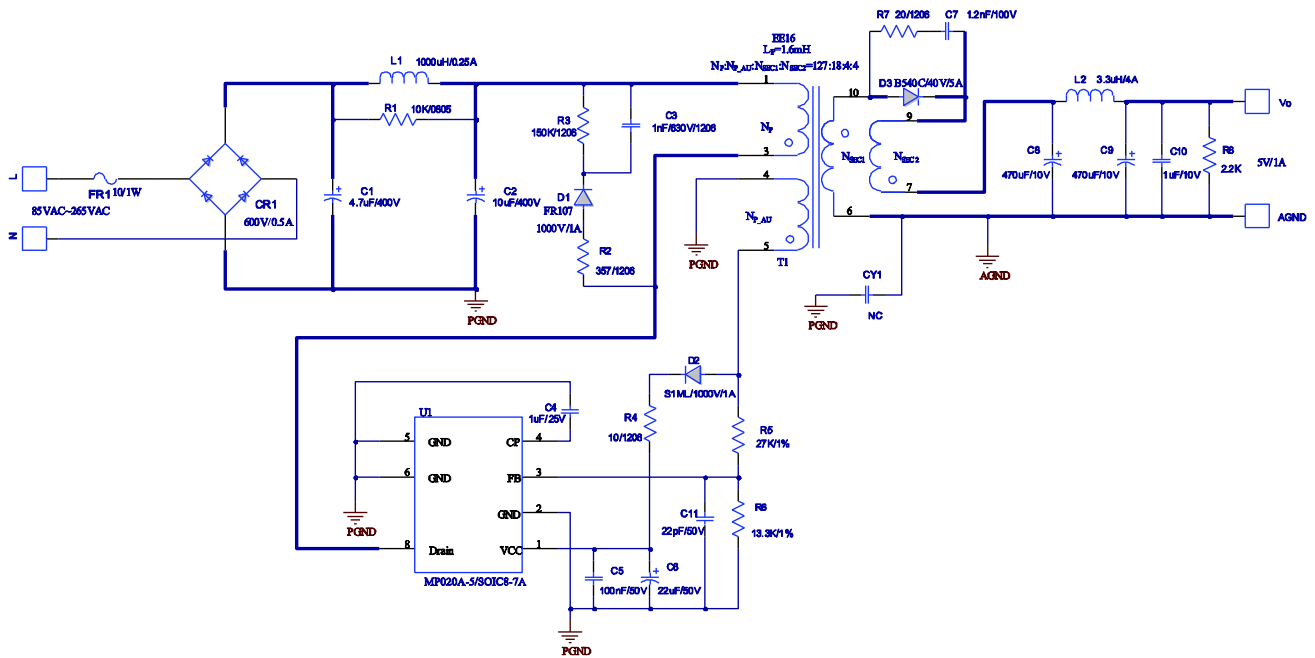 R7 20/1206
C7 1.2nF/100V
EE16
LP=1.6mH
NP:NP_AU:NSEC1:NSEC2=127:18:4:4
L1
1000uH/0.25A
R1 10K/0805
R3
150K/1206
C3
1nF/630V/1206
D1
FR107
1000V/1A
R2
357/1206
L
FR1 10/1W
85VAC~265VAC
N
CR1
600V/0.5A
C1
4.7uF/400V
C2
10uF/400V
PGND
1
NP
3
4
NP_AU
5
T1
PGND
10
D3 B540C/40V/5A
9
NSEC1
NSEC2
7
6
L2 3.3uH/4A
Vo
C8
470uF/10V
C9
470uF/10V
C10
1uF/10V
R8
2.2K
5V/1A
AGND
AGND
CY1
NC
PGND
D2
S1ML/1000V/1A
R4
10/1206
R5
27K/1%
U1
C4
1uF/25V
5 GND
CP 4
6 GND
FB 3
GND 2
8 Drain
VCC 1
MP020A-5/SOIC8-7A
PGND
C11
22pF/50V
R6
13.3K/1%
C5
100nF/50V
C6
22uF/50V
PGND